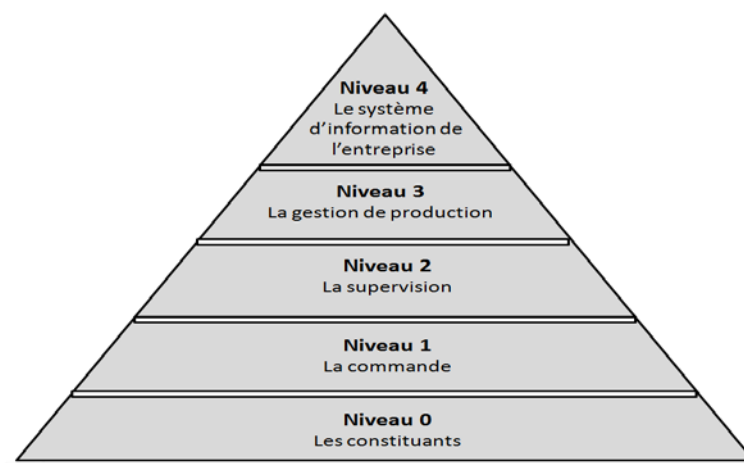 Niveau 4
Le système
d'information de
l'entreprise
Niveau 3
La gestion de production
Niveau 2
La supervision
Niveau 1
La commande
Niveau 0
Les constituants